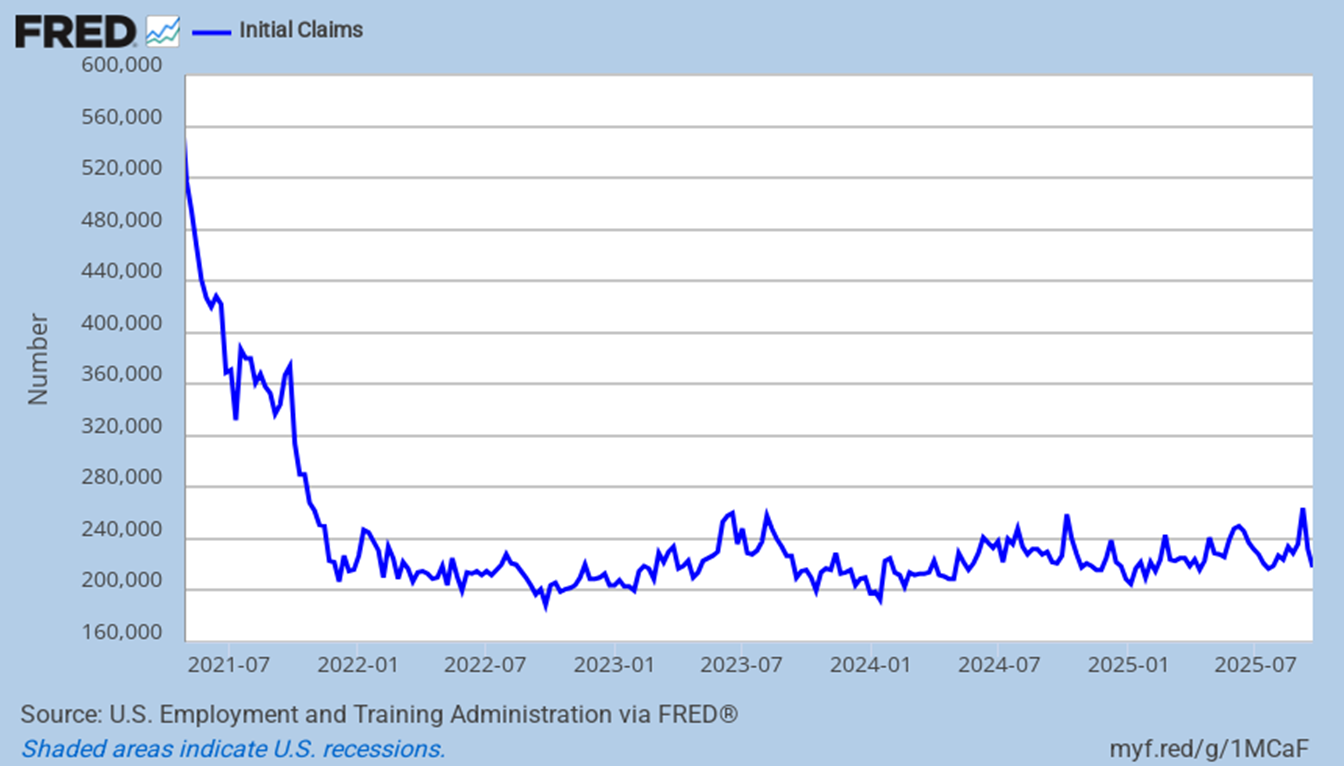 FRED
Initial Claims
600,000
560,000
520,000
480,000
440,000
400,000
360,000
320,000
280,000
240,000
200,000
160,000
Number
2021-07 2022-01 2022-07 2023-01 2023-07 2024-01 2024-07 2025-01 2025-07
Source: U.S. Employment and Training Administration via FRED®
Shaded areas indicate U.S. recessions.
myf.red/g/1MCaF